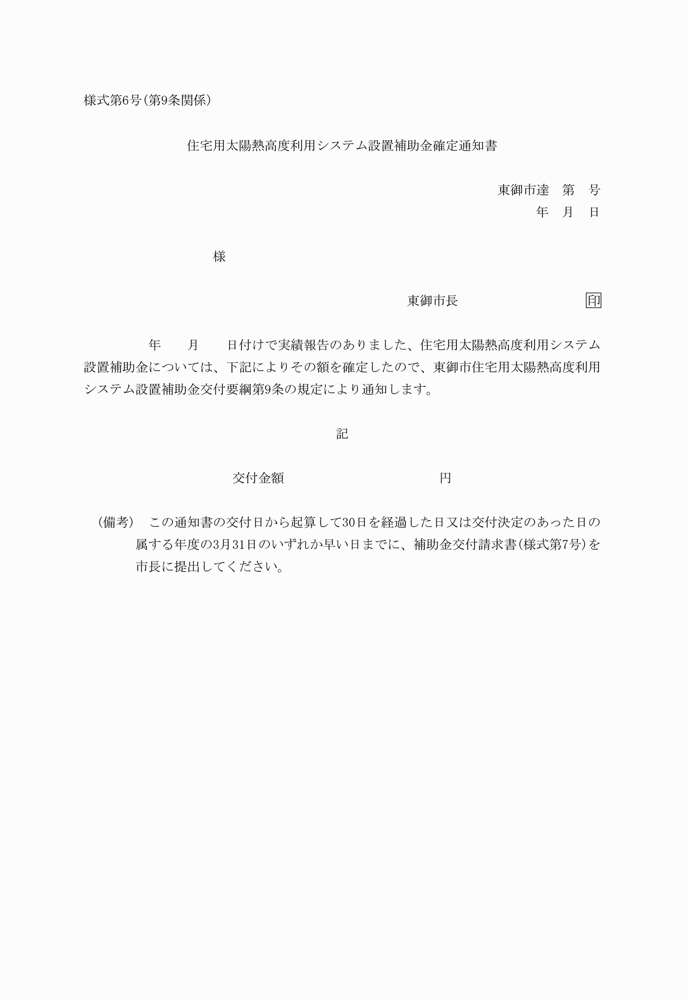 様式第6号(第9条関係)
住宅用太陽熱高度利用システム設置補助金確定通知書
東御市達　第　号
年　月　日
様
東御市長　　　　　　　　　　印
年　　月　　日付けで実績報告のありました、住宅用太陽熱高度利用システム
設置補助金については、下記によりその額を確定したので、東御市住宅用太陽熱高度利用
システム設置補助金交付要綱第9条の規定により通知します。
記
交付金額　　　　　　　　　　　　円
(備考)　この通知書の交付日から起算して30日を経過した日又は交付決定のあった日の
属する年度の3月31日のいずれか早い日までに、補助金交付請求書(様式第7号)を
市長に提出してください。